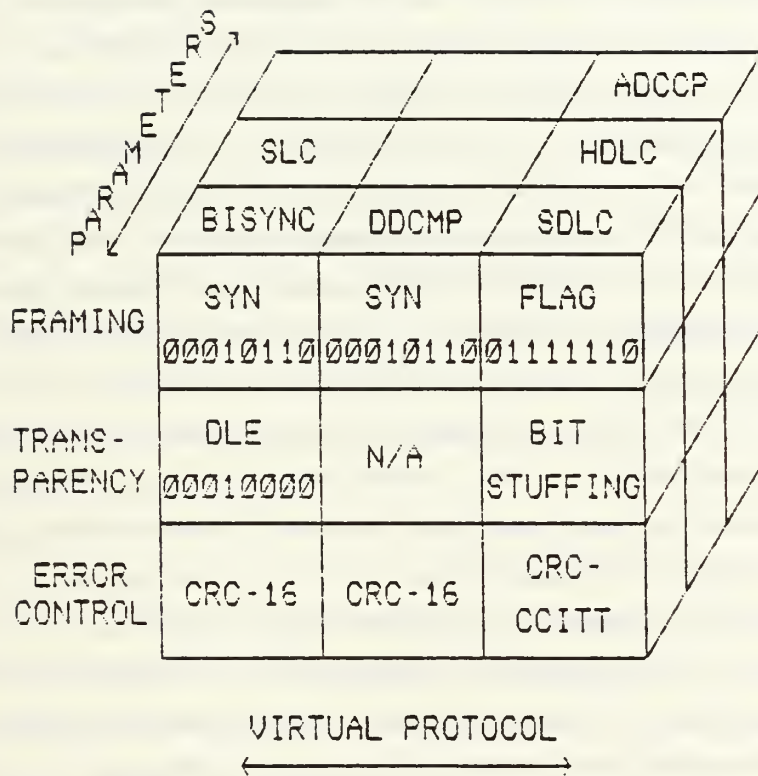 PARAMETERS
ADCCP
SLC HDLC
BISYNC DDCMP SDLC
FRAMING
SYN SYN FLAG
00010110 00010110 01111110
TRANS-
PARENCY
DLE N/A BIT
00010000 STUFFING
ERROR
CONTROL
CRC-16 CRC-16 CRC-
CCITT
VIRTUAL PROTOCOL